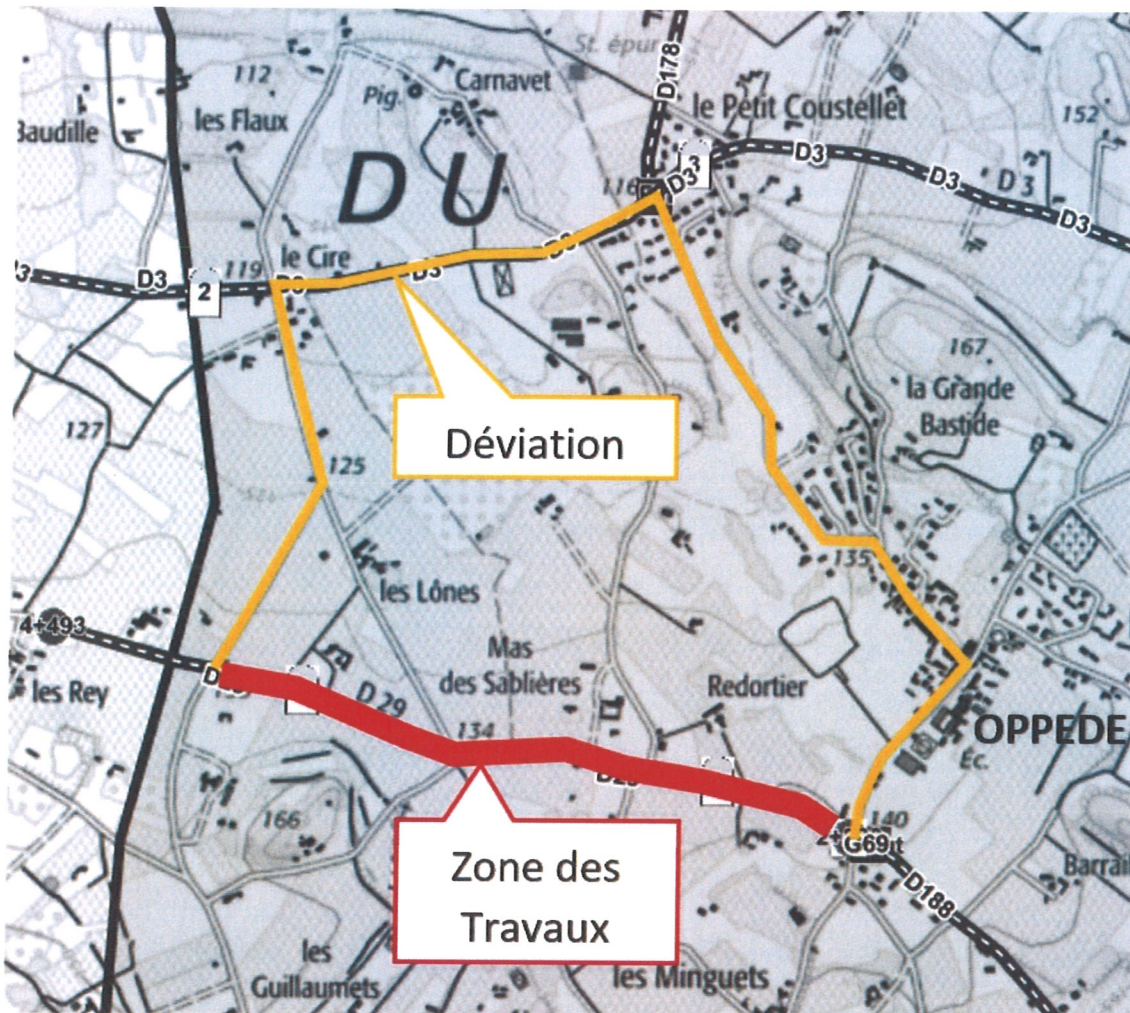 St. épur
D178
112
Carnavet
Pig.
le Petit Coustellet
152
Baudille
les Flaux
D3
3
D3
D 3
D3
D U
116
D3
D3
le Cire
119
D3
2
D3
167
la Grande
Bastide
127
Déviation
125
135
les Lônes
4+493
Mas
des Sablières
Redortier
les Rey
D 29
134
OPPEDE
Éc.
140
G69
166
Zone des
Travaux
D188
Barrail
les
Guillaumets
les Minguets